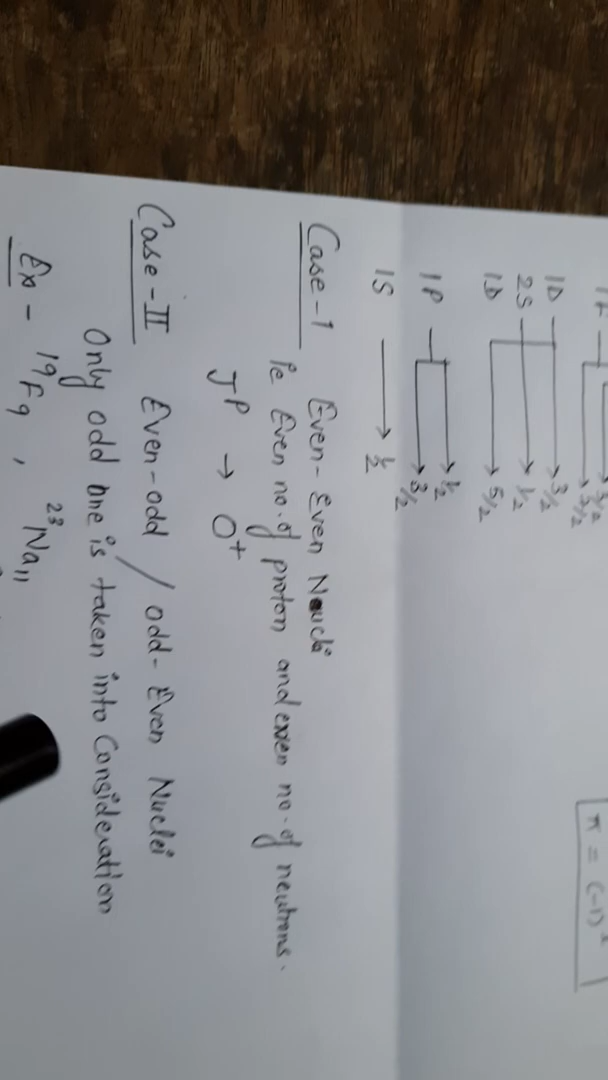 π = (-1)
1D → 3/2
2S → 1/2
1D → 5/2
1P → 1/2
3/2
1S → 1/2
Case-1 Even-Even Nuclei
ie Even no. of proton and even no. of neutrons.
J^P → 0^+
Case-II Even-odd / odd-Even Nuclei
Only odd one is taken into Consideration
Ex - ¹⁹F₉ , ²³Na₁₁